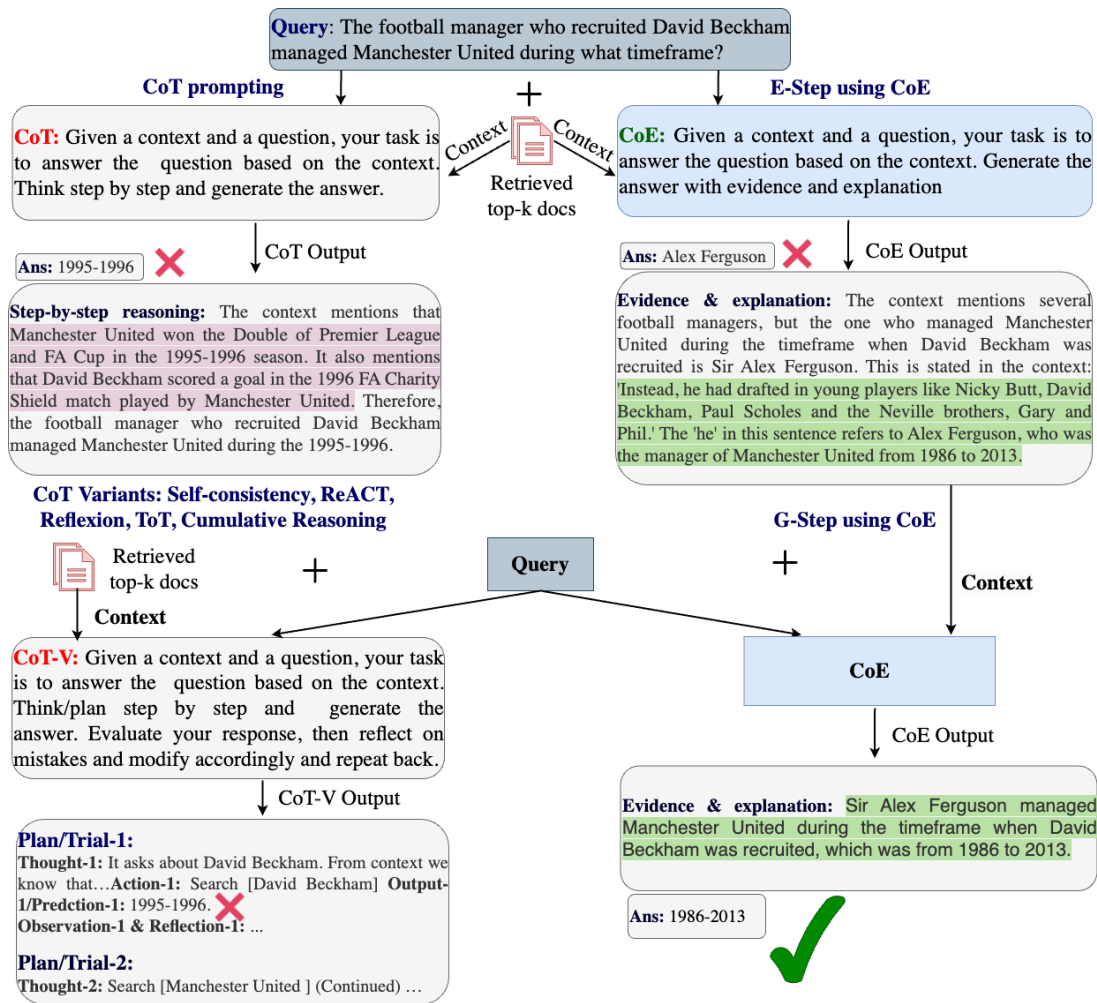 Query: The football manager who recruited David Beckham
managed Manchester United during what timeframe?
CoT prompting
E-Step using CoE
CoT: Given a context and a question, your task is
to answer the question based on the context.
Think step by step and generate the answer.
Context
Context
Retrieved
top-k docs
CoE: Given a context and a question, your task is to
answer the question based on the context. Generate the
answer with evidence and explanation
CoT Output
Ans: 1995-1996
Step-by-step reasoning: The context mentions that
Manchester United won the Double of Premier League
and FA Cup in the 1995-1996 season. It also mentions
that David Beckham scored a goal in the 1996 FA Charity
Shield match played by Manchester United. Therefore,
the football manager who recruited David Beckham
managed Manchester United during the 1995-1996.
CoE Output
Ans: Alex Ferguson
Evidence & explanation: The context mentions several
football managers, but the one who managed Manchester
United during the timeframe when David Beckham was
recruited is Sir Alex Ferguson. This is stated in the context:
'Instead, he had drafted in young players like Nicky Butt, David
Beckham, Paul Scholes and the Neville brothers, Gary and
Phil.' The 'he' in this sentence refers to Alex Ferguson, who was
the manager of Manchester United from 1986 to 2013.
CoT Variants: Self-consistency, ReACT,
Reflexion, ToT, Cumulative Reasoning
G-Step using CoE
Retrieved
top-k docs
Query
Context
Context
CoT-V: Given a context and a question, your task
is to answer the question based on the context.
Think/plan step by step and generate the
answer. Evaluate your response, then reflect on
mistakes and modify accordingly and repeat back.
CoE
CoT-V Output
CoE Output
Plan/Trial-1:
Thought-1: It asks about David Beckham. From context we
know that…Action-1: Search [David Beckham] Output-
1/Predction-1: 1995-1996.
Observation-1 & Reflection-1: ...
Plan/Trial-2:
Thought-2: Search [Manchester United ] (Continued) …
Evidence & explanation: Sir Alex Ferguson managed
Manchester United during the timeframe when David
Beckham was recruited, which was from 1986 to 2013.
Ans: 1986-2013